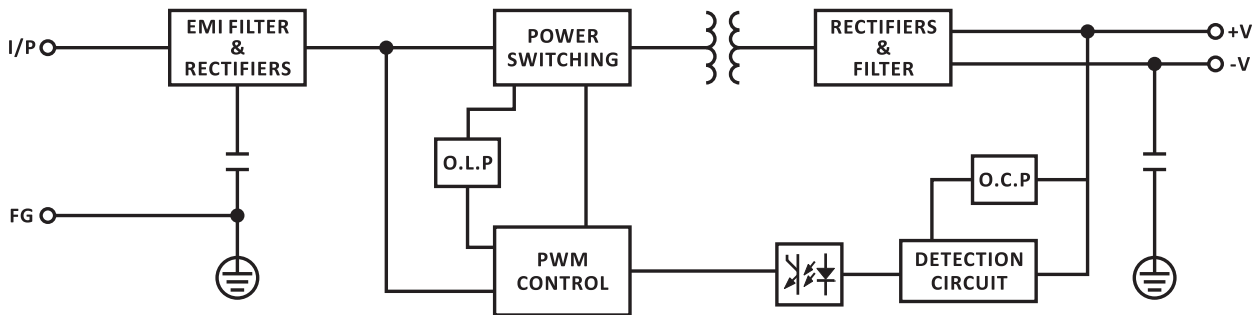 I/P
EMI FILTER
&
RECTIFIERS
POWER
SWITCHING
RECTIFIERS
&
FILTER
+V
-V
O.L.P
O.C.P
FG
PWM
CONTROL
DETECTION
CIRCUIT